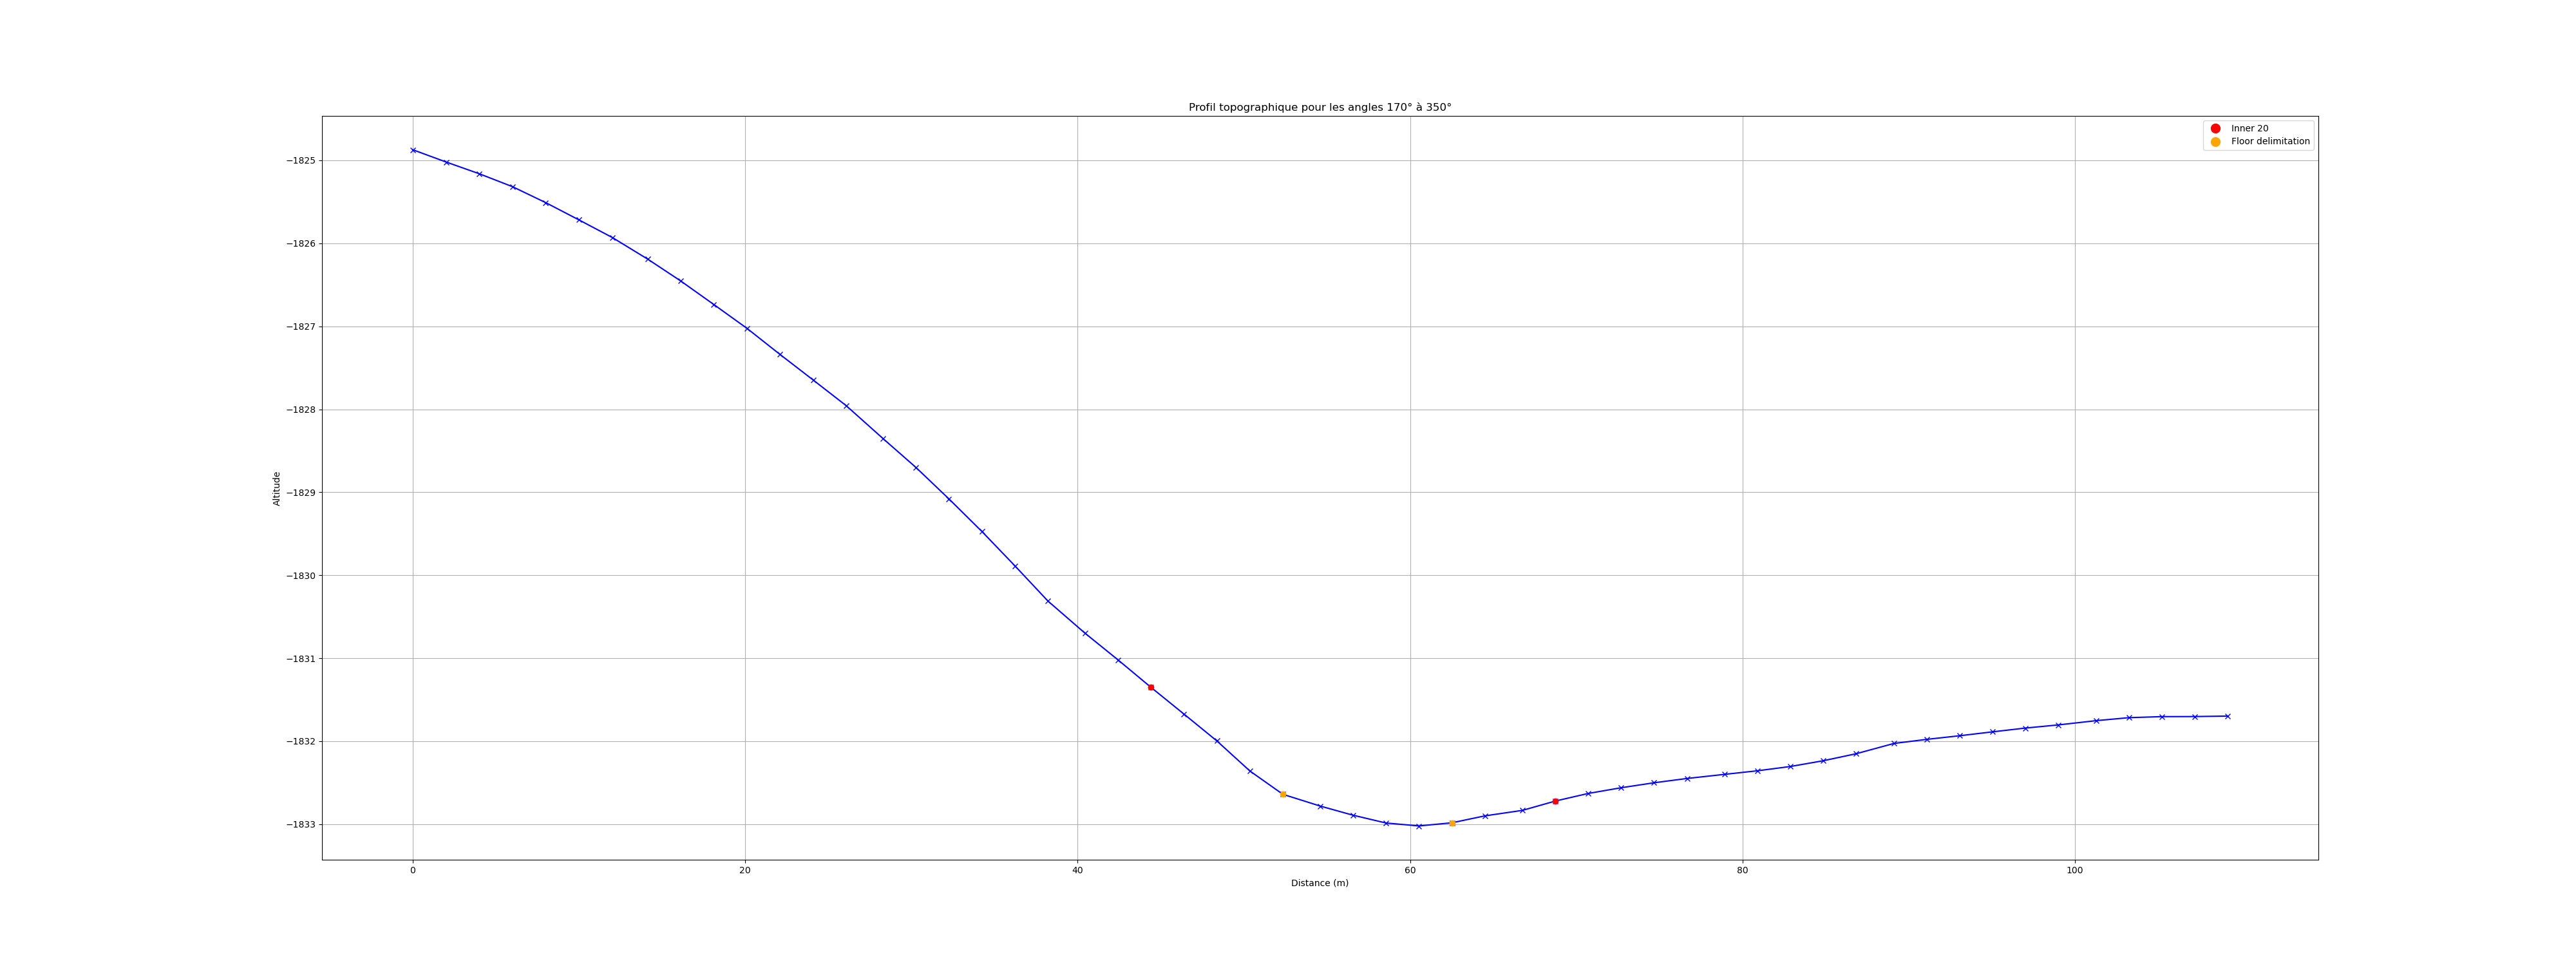 Profil topographique pour les angles 170° à 350°
Inner 20
Floor delimitation
−1825
−1826
−1827
−1828
−1829
−1830
−1831
−1832
−1833
Altitude
0 20 40 60 80 100
Distance (m)